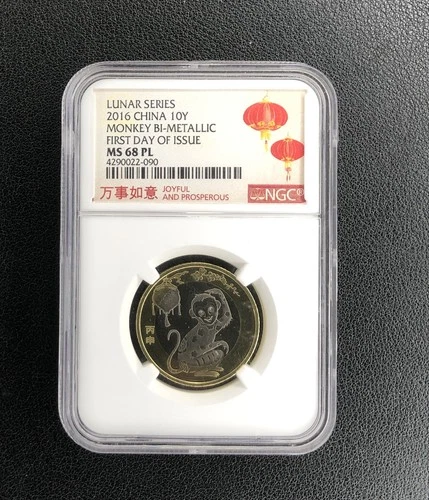 LUNAR SERIES
2016 CHINA 10Y
MONKEY BI-METALLIC
FIRST DAY OF ISSUE
MS 68 PL
4290022-090
万事如意 JOYFUL
AND PROSPEROUS
NGC
丙
申